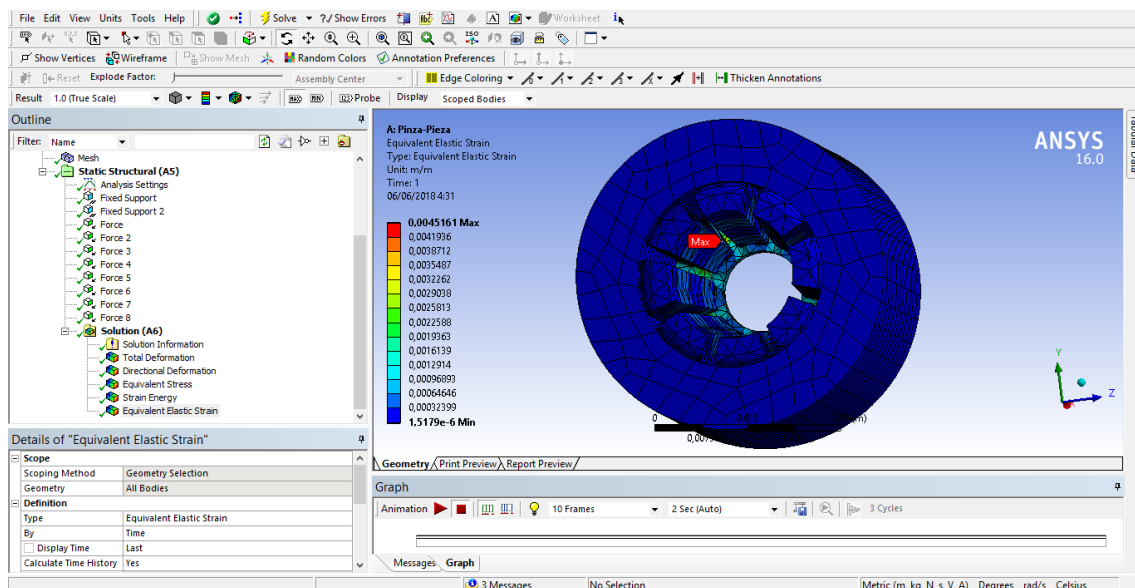 File Edit View Units Tools Help Solve ?/ Show Errors Worksheet
Show Vertices Wireframe Show Mesh Random Colors Annotation Preferences
Reset Explode Factor: Assembly Center Edge Coloring Thicken Annotations
Result 1.0 (True Scale) Probe Display Scoped Bodies
Outline
Filter: Name
Mesh
Static Structural (A5)
Analysis Settings
Fixed Support
Fixed Support 2
Force
Force 2
Force 3
Force 4
Force 5
Force 6
Force 7
Force 8
Solution (A6)
Solution Information
Total Deformation
Directional Deformation
Equivalent Stress
Strain Energy
Equivalent Elastic Strain
Details of "Equivalent Elastic Strain"
Scope
Scoping Method Geometry Selection
Geometry All Bodies
Definition
Type Equivalent Elastic Strain
By Time
Display Time Last
Calculate Time History Yes
A: Pinza-Pieza
Equivalent Elastic Strain
Type: Equivalent Elastic Strain
Unit: m/m
Time: 1
06/06/2018 4:31
0,0045161 Max
0,0041936
0,0038712
0,0035487
0,0032262
0,0029038
0,0025813
0,0022588
0,0019363
0,0016139
0,0012914
0,00096893
0,00064646
0,00032399
1,5179e-6 Min
Max
ANSYS
16.0
Y
Z
Geometry Print Preview Report Preview
Graph
Animation 10 Frames 2 Sec (Auto) 3 Cycles
Messages Graph
3 Messages No Selection Metric (m, kg, N, s, V, A) Degrees rad/s Celsius